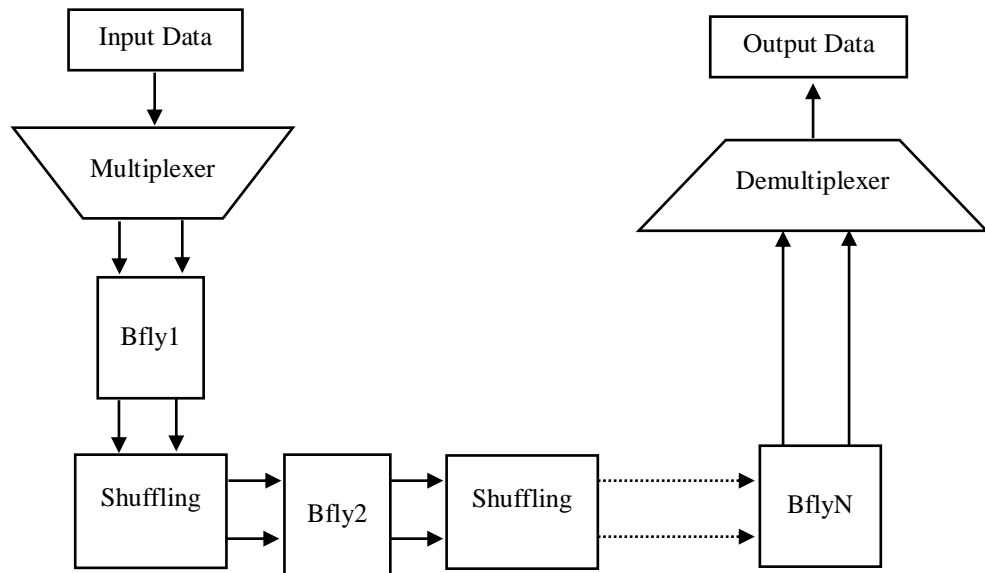 Input Data
Output Data
Multiplexer
Demultiplexer
Bfly1
Shuffling
Bfly2
Shuffling
BflyN